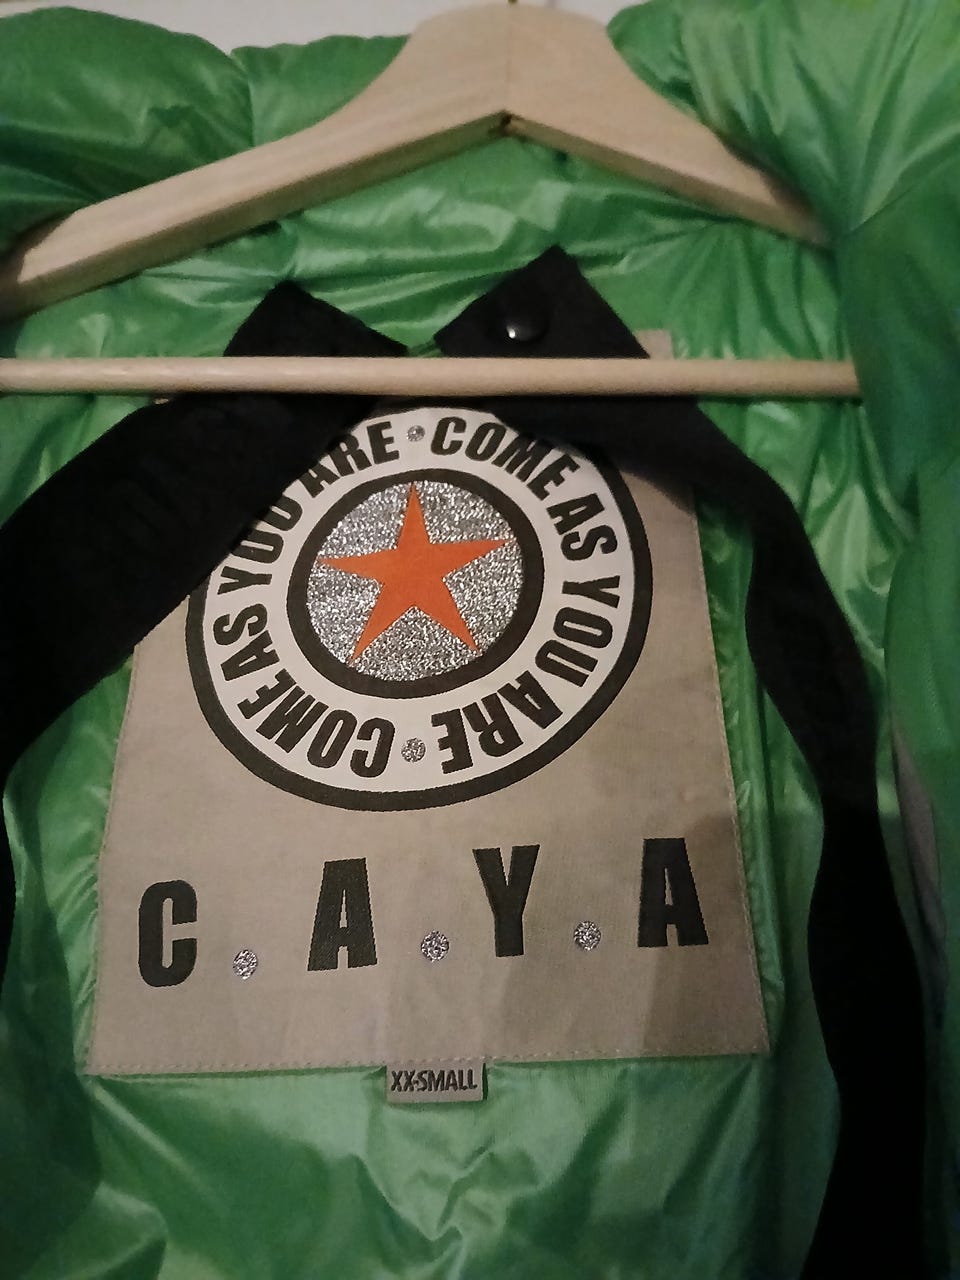 COME AS YOU ARE • COME AS YOU ARE •
C.A.Y.A
XX-SMALL